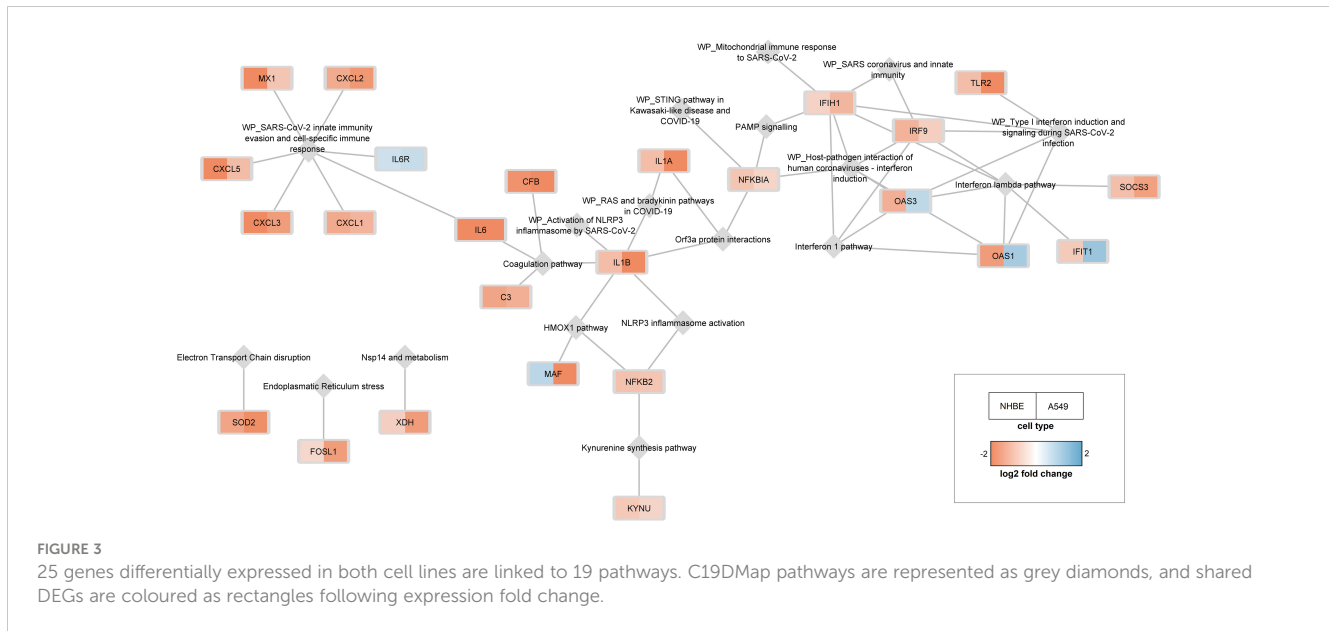 WP_Mitochondrial immune response
to SARS-CoV-2
WP_SARS coronavirus and innate
immunity
MX1
CXCL2
TLR2
WP_STING pathway in
Kawasaki-like disease and
COVID-19
IFIH1
PAMP signalling
IRF9
WP_Type I interferon induction and
signaling during SARS-CoV-2
infection
WP_SARS-CoV-2 innate immunity
evasion and cell-specific immune
response
IL6R
CXCL5
IL1A
NFKBIA
WP_Host-pathogen interaction of
human coronaviruses - interferon
induction
CFB
Interferon lambda pathway
SOCS3
WP_RAS and bradykinin pathways
in COVID-19
OAS3
CXCL3
CXCL1
WP_Activation of NLRP3
inflammasome by SARS-CoV-2
IL6
Orf3a protein interactions
Interferon 1 pathway
OAS1
IFIT1
Coagulation pathway
IL1B
C3
HMOX1 pathway
NLRP3 inflammasome activation
Electron Transport Chain disruption
Nsp14 and metabolism
MAF
NFKB2
Endoplasmatic Reticulum stress
SOD2
XDH
FOSL1
Kynurenine synthesis pathway
KYNU
NHBE
A549
cell type
-2
2
log2 fold change
FIGURE 3
25 genes differentially expressed in both cell lines are linked to 19 pathways. C19DMap pathways are represented as grey diamonds, and shared
DEGs are coloured as rectangles following expression fold change.